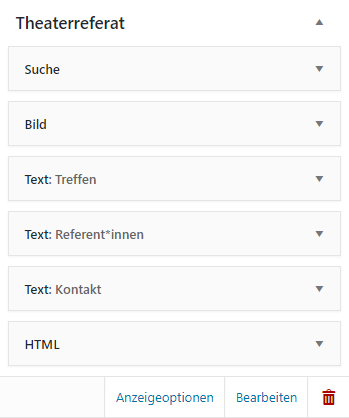 Theaterreferat
Suche
Bild
Text: Treffen
Text: Referent*innen
Text: Kontakt
HTML
Anzeigeoptionen Bearbeiten